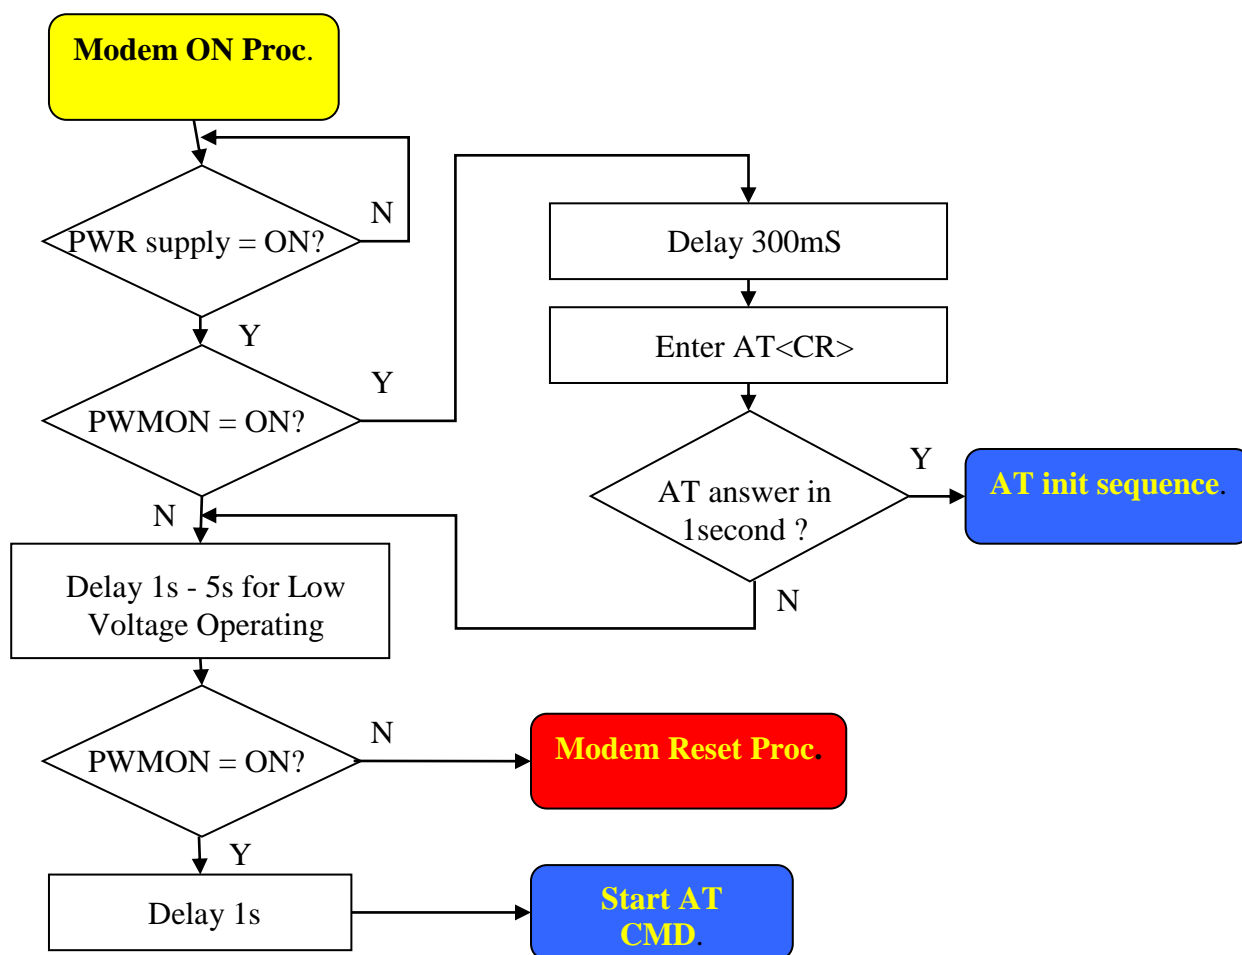 Modem ON Proc.
N
PWR supply = ON?
Y
Delay 300mS
Enter AT<CR>
Y
PWMON = ON?
Y
AT answer in
1second ?
AT init sequence.
N
N
Delay 1s - 5s for Low
Voltage Operating
N
PWMON = ON?
Modem Reset Proc.
Y
Delay 1s
Start AT
CMD.